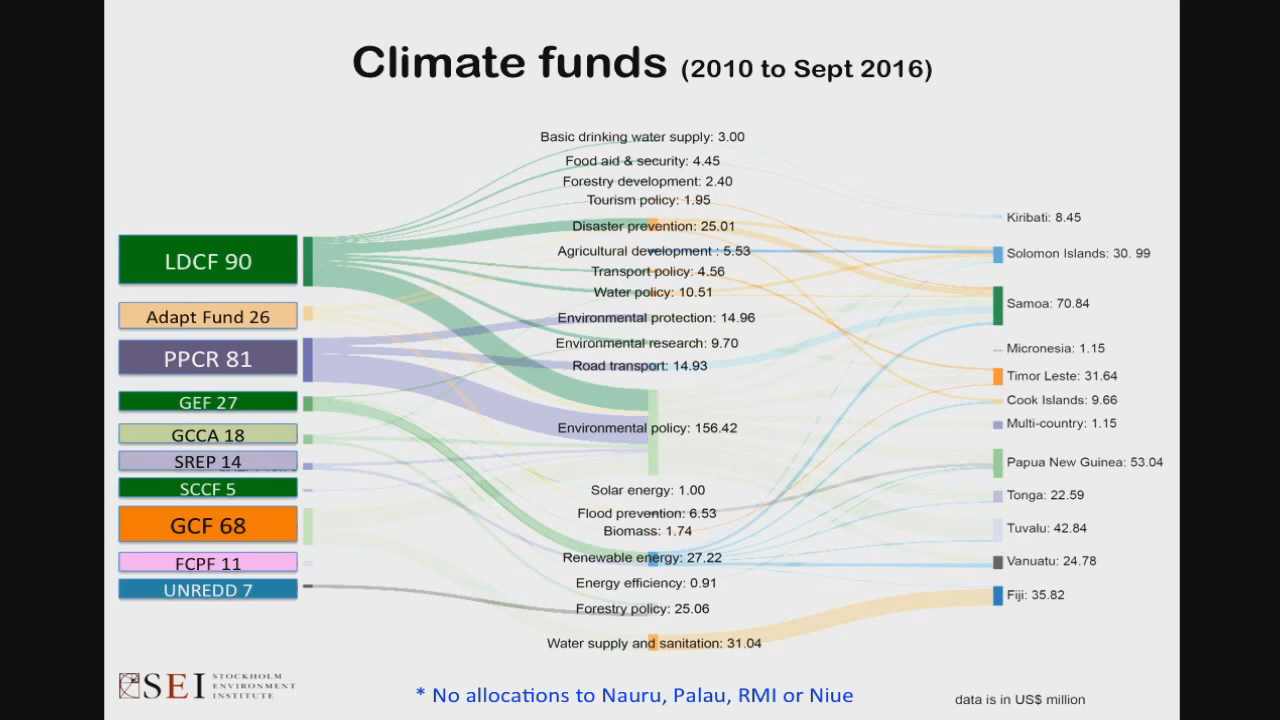 Climate funds (2010 to Sept 2016)
LDCF 90
Adapt Fund 26
PPCR 81
GEF 27
GCCA 18
SREP 14
SCCF 5
GCF 68
FCPF 11
UNREDD 7
Basic drinking water supply: 3.00
Food aid & security: 4.45
Forestry development: 2.40
Tourism policy: 1.95
Disaster prevention: 25.01
Agricultural development : 5.53
Transport policy: 4.56
Water policy: 10.51
Environmental protection: 14.96
Environmental research: 9.70
Road transport: 14.93
Environmental policy: 156.42
Solar energy: 1.00
Flood prevention: 6.53
Biomass: 1.74
Renewable energy: 27.22
Energy efficiency: 0.91
Forestry policy: 25.06
Water supply and sanitation: 31.04
Kiribati: 8.45
Solomon Islands: 30. 99
Samoa: 70.84
Micronesia: 1.15
Timor Leste: 31.64
Cook Islands: 9.66
Multi-country: 1.15
Papua New Guinea: 53.04
Tonga: 22.59
Tuvalu: 42.84
Vanuatu: 24.78
Fiji: 35.82
SEI
STOCKHOLM
ENVIRONMENT
INSTITUTE
* No allocations to Nauru, Palau, RMI or Niue
data is in US$ million